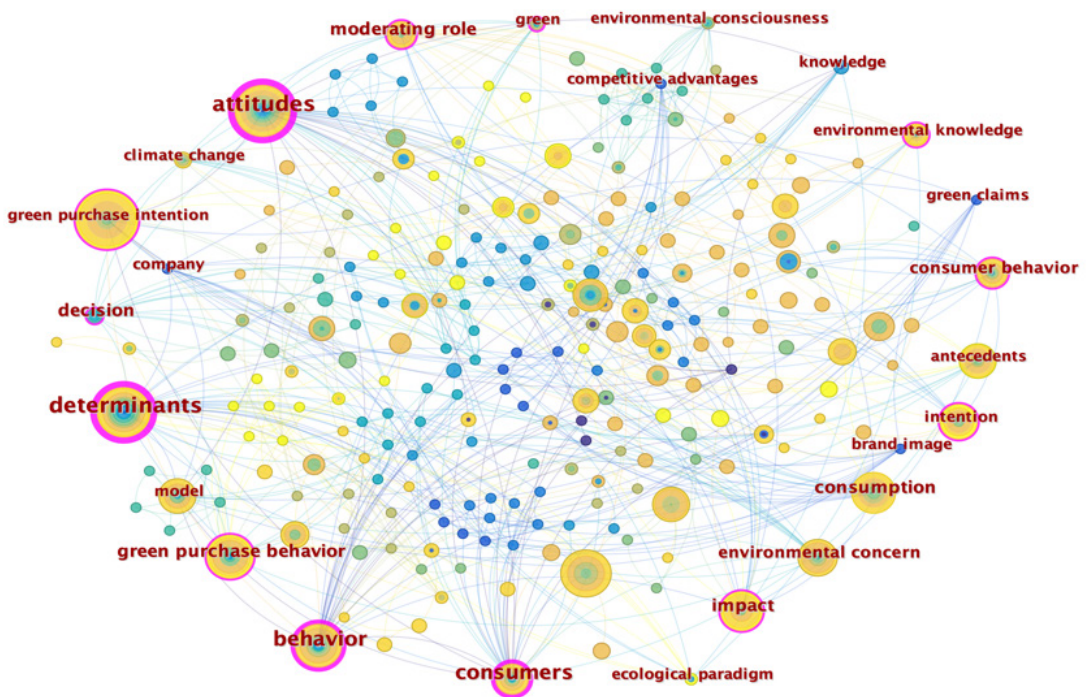 environmental consciousness
green
moderating role
knowledge
competitive advantages
attitudes
environmental knowledge
climate change
green claims
green purchase intention
company
consumer behavior
decision
antecedents
determinants
intention
brand image
consumption
model
green purchase behavior
environmental concern
impact
behavior
consumers
ecological paradigm